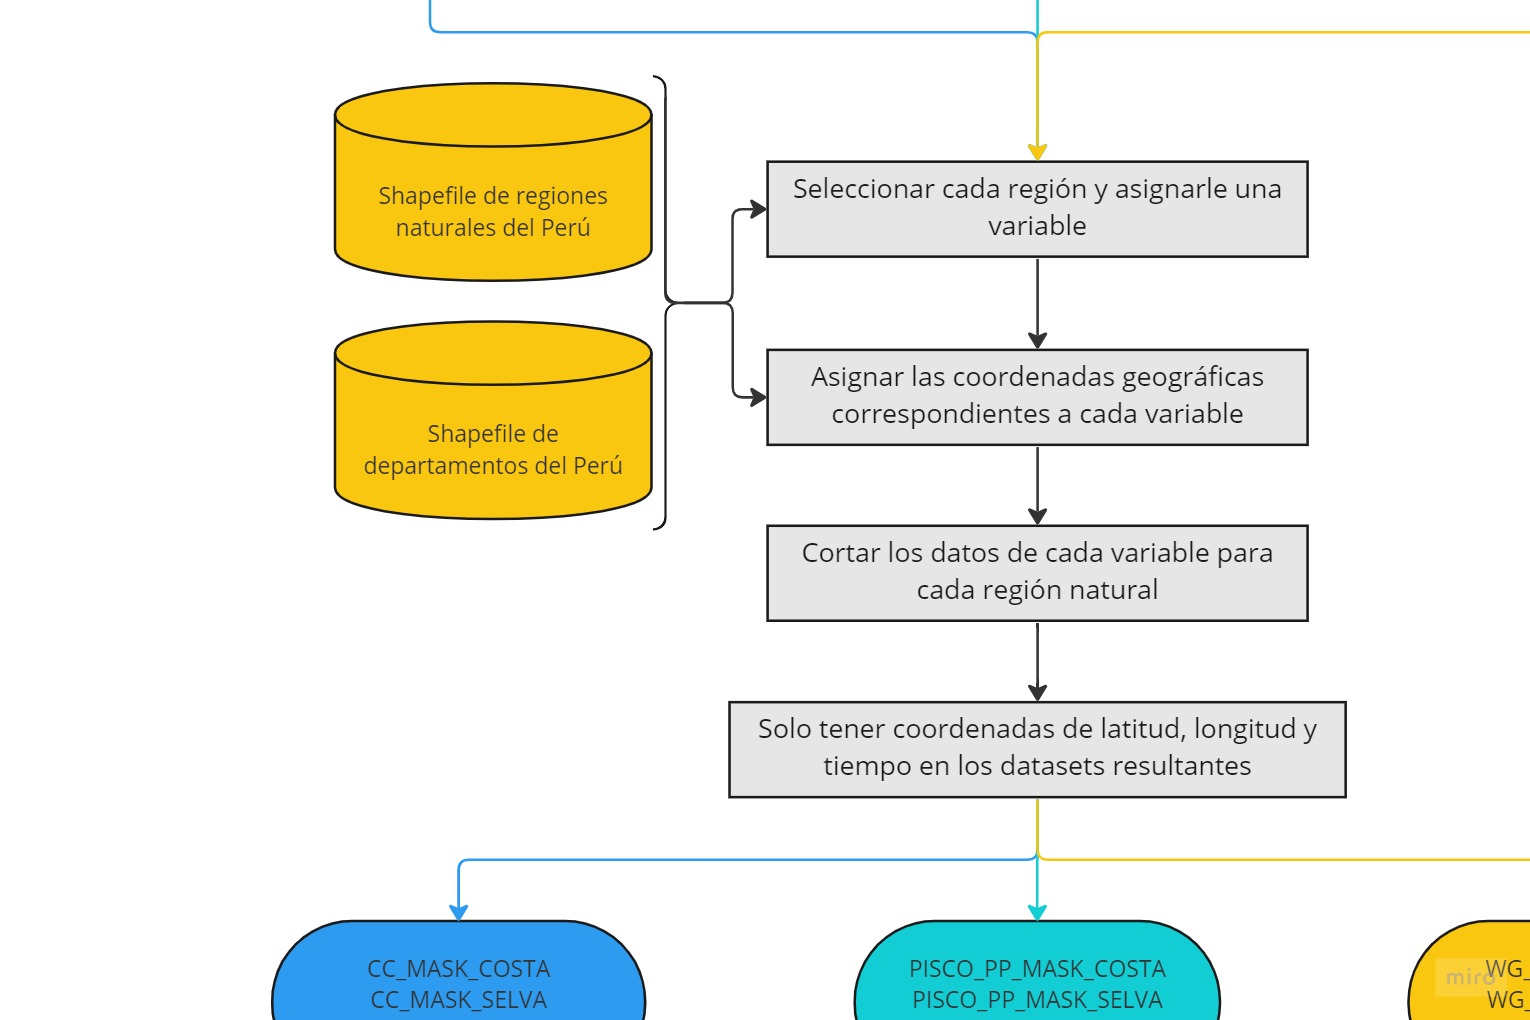 Shapefile de regiones
naturales del Perú
Shapefile de
departamentos del Perú
Seleccionar cada región y asignarle una
variable
Asignar las coordenadas geográficas
correspondientes a cada variable
Cortar los datos de cada variable para
cada región natural
Solo tener coordenadas de latitud, longitud y
tiempo en los datasets resultantes
CC_MASK_COSTA
CC_MASK_SELVA
PISCO_PP_MASK_COSTA
PISCO_PP_MASK_SELVA
WG_
WG_
miro